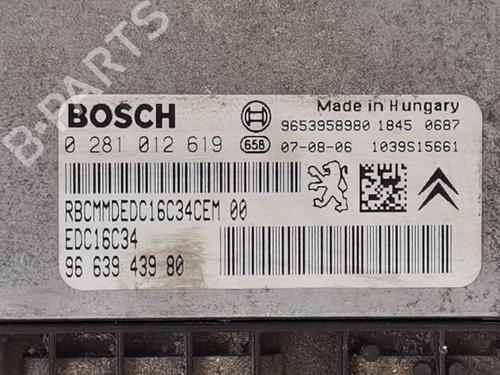 B-PARTS
Made in Hungary
BOSCH
9653958980 1845 0687
0 281 012 619
658
07-08-06 1039S15661
RBCMMDEDC16C34CEM 00
EDC16C34
96 639 439 80